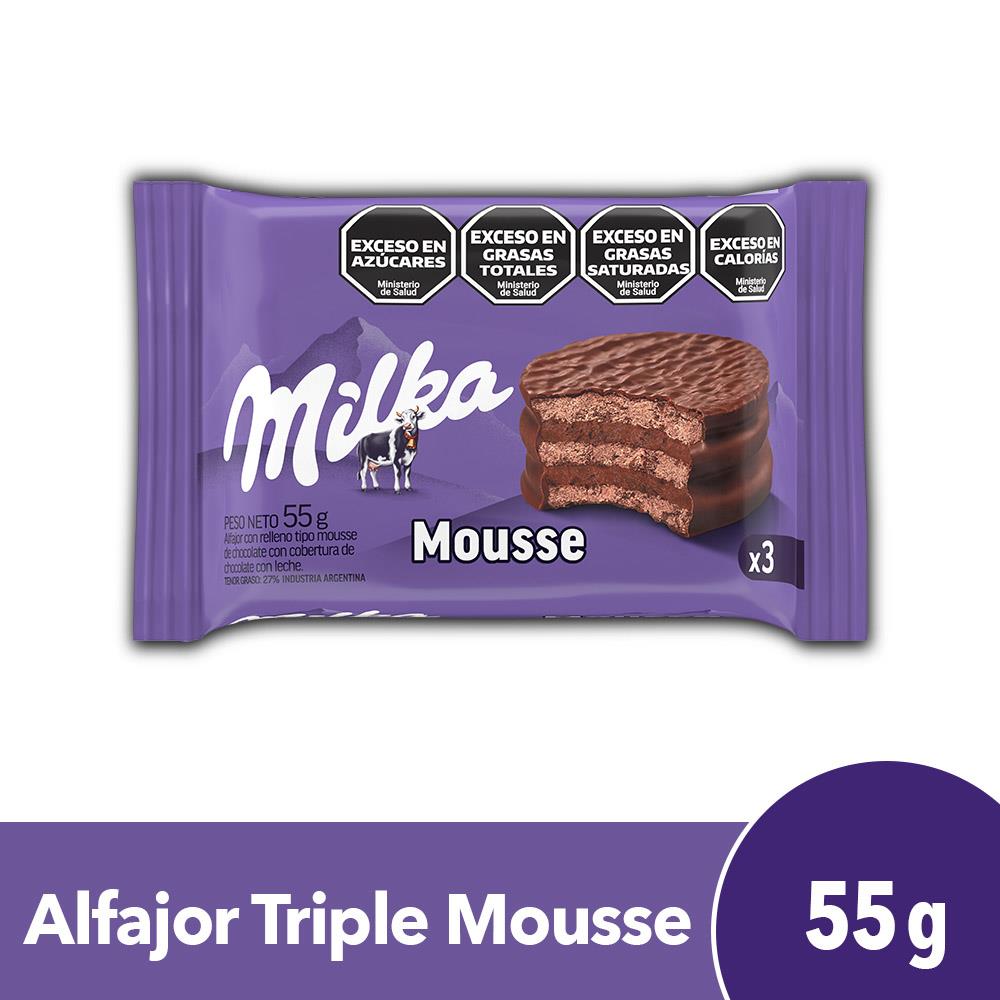 EXCESO EN
AZÚCARES
Ministerio
de Salud
EXCESO EN
GRASAS
TOTALES
Ministerio
de Salud
EXCESO EN
GRASAS
SATURADAS
Ministerio
de Salud
EXCESO EN
CALORÍAS
Ministerio
de Salud
Milka
PESO NETO 55 g
Alfajor con relleno tipo mousse
de chocolate con cobertura de
chocolate con leche.
TENOR GRASO: 27% INDUSTRIA ARGENTINA
Mousse
x3
Alfajor Triple Mousse
55 g